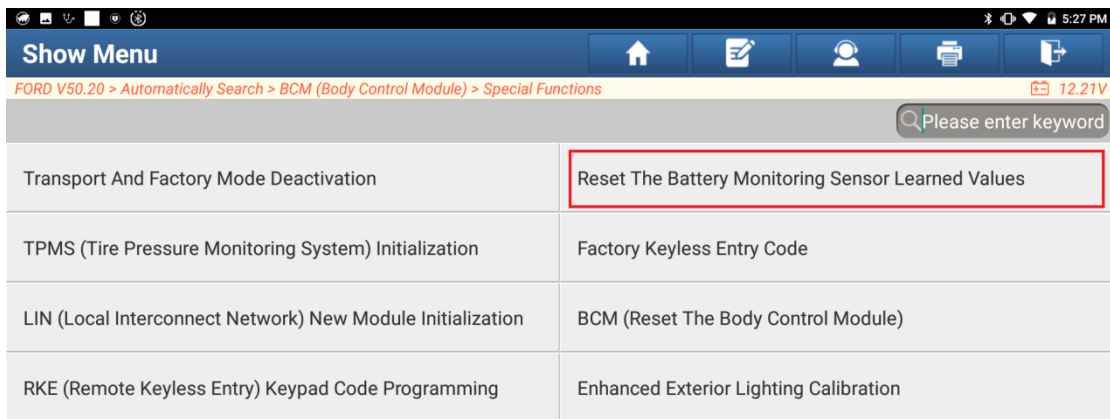 5:27 PM
Show Menu
FORD V50.20 > Automatically Search > BCM (Body Control Module) > Special Functions
12.21V
Please enter keyword
Transport And Factory Mode Deactivation
Reset The Battery Monitoring Sensor Learned Values
TPMS (Tire Pressure Monitoring System) Initialization
Factory Keyless Entry Code
LIN (Local Interconnect Network) New Module Initialization
BCM (Reset The Body Control Module)
RKE (Remote Keyless Entry) Keypad Code Programming
Enhanced Exterior Lighting Calibration